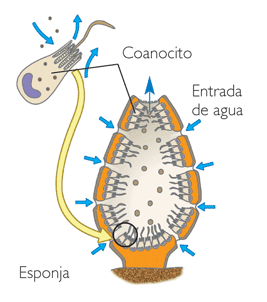 Coanocito
Entrada
de agua
Esponja